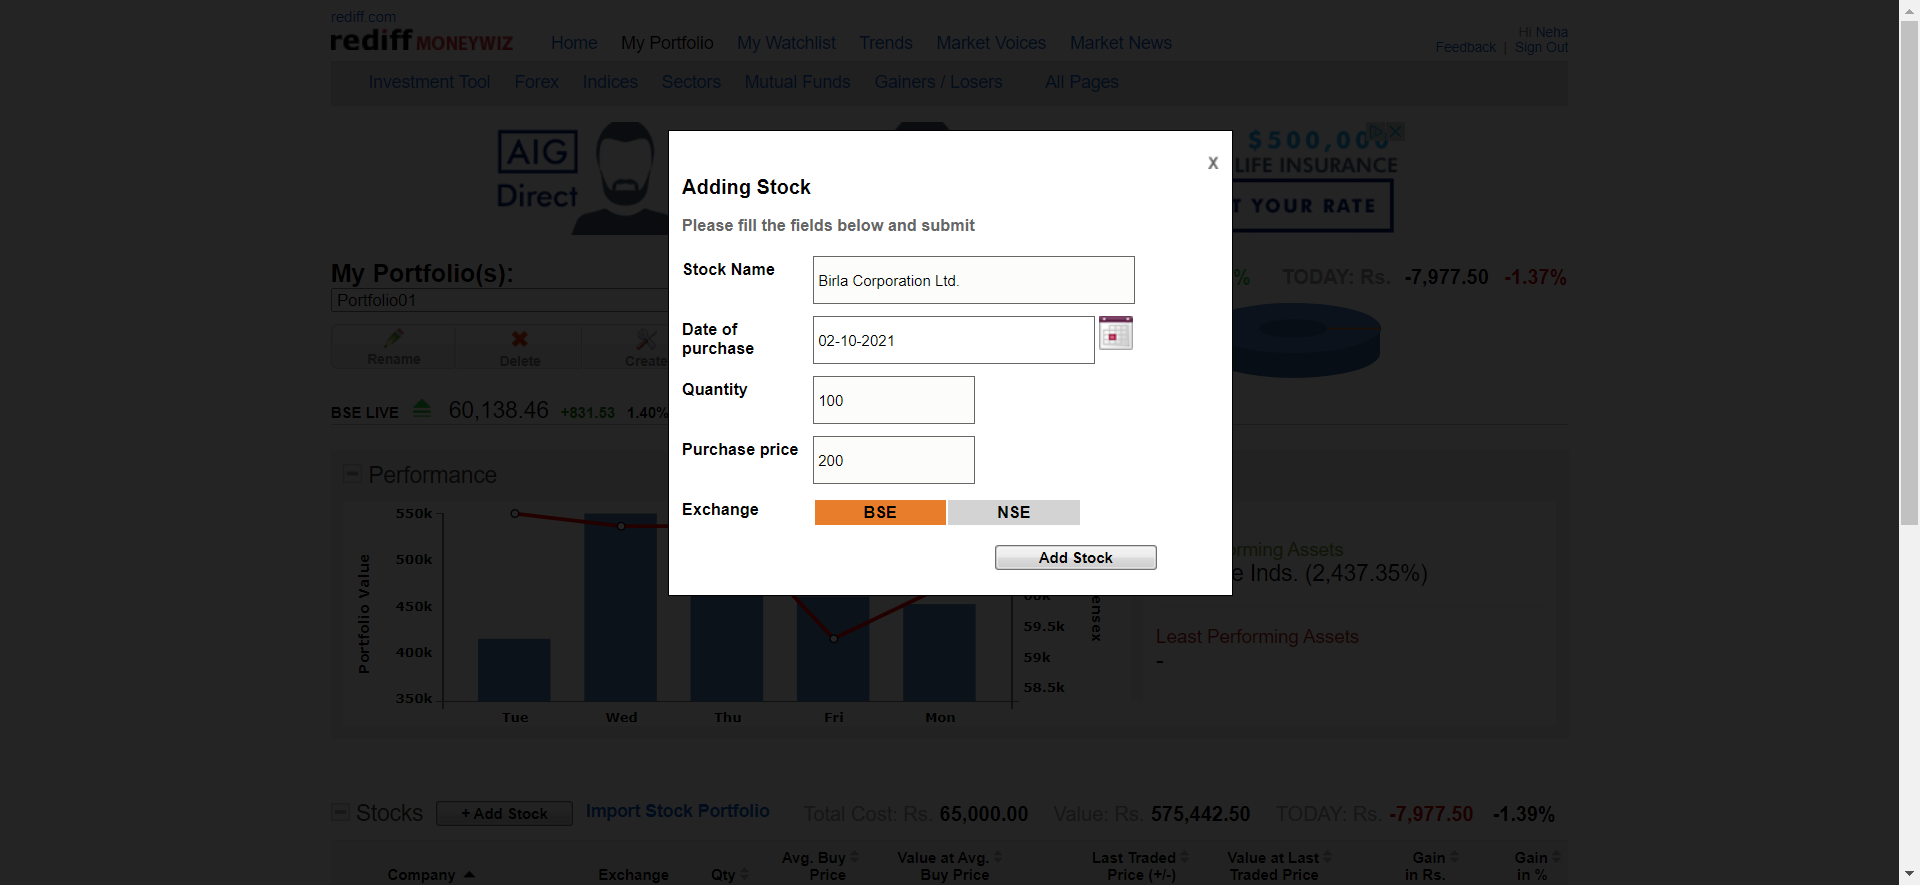 rediff.com
rediff MONEYWIZ
Home My Portfolio My Watchlist Trends Market Voices Market News
Hi Neha
Feedback | Sign Out
Investment Tool Forex Indices Sectors Mutual Funds Gainers / Losers All Pages
AIG
Direct
$500,000
LIFE INSURANCE
YOUR RATE
x
Adding Stock
Please fill the fields below and submit
Stock Name
Birla Corporation Ltd.
Date of
purchase
02-10-2021
Quantity
100
Purchase price
200
Exchange
BSE NSE
Add Stock
My Portfolio(s):
Portfolio01
% TODAY: Rs. -7,977.50 -1.37%
Rename Delete Create
BSE LIVE 60,138.46 +831.53 1.40%
Performance
Portfolio Value
550k
500k
450k
400k
350k
Tue Wed Thu Fri Mon
59.5k
59k
58.5k
ensex
rming Assets
e Inds. (2,437.35%)
Least Performing Assets
-
Stocks + Add Stock Import Stock Portfolio Total Cost: Rs. 65,000.00 Value: Rs. 575,442.50 TODAY: Rs. -7,977.50 -1.39%
Company Exchange Qty Avg. Buy Price Value at Avg. Buy Price Last Traded Price (+/-) Value at Last Traded Price Gain in Rs. Gain in %